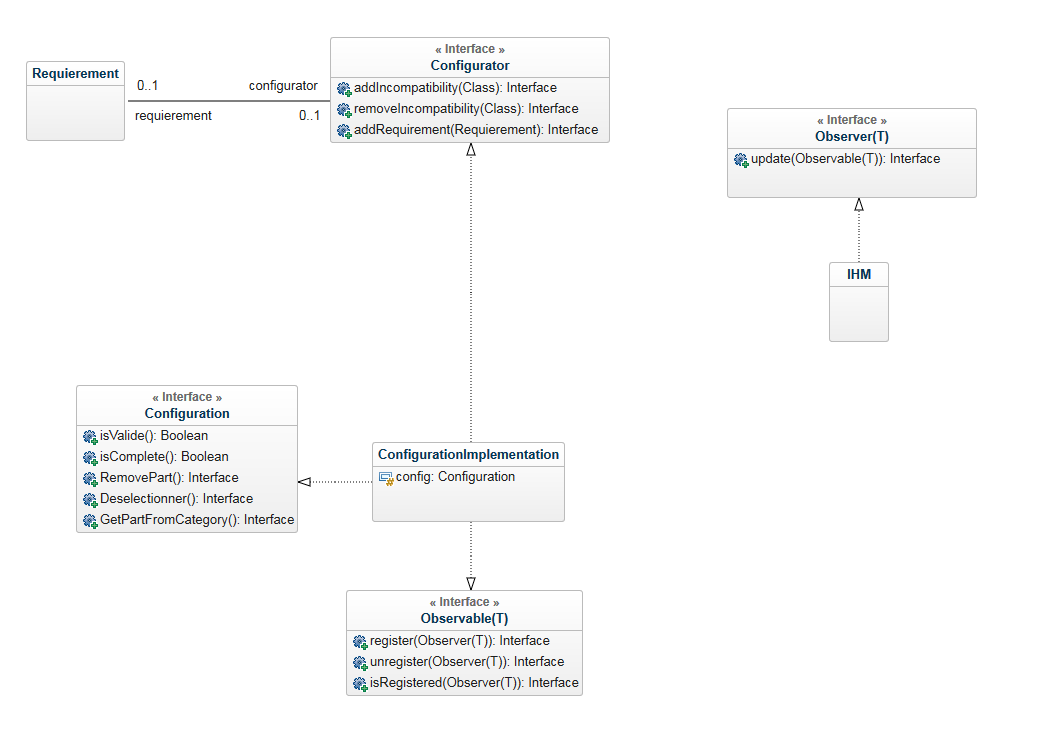 Requierement
0..1
configurator
requierement
0..1
« Interface »
Configurator
addIncompatibility(Class): Interface
removeIncompatibility(Class): Interface
addRequirement(Requierement): Interface
« Interface »
Observer(T)
update(Observable(T)): Interface
IHM
« Interface »
Configuration
isValide(): Boolean
isComplete(): Boolean
RemovePart(): Interface
Deselectionner(): Interface
GetPartFromCategory(): Interface
ConfigurationImplementation
config: Configuration
« Interface »
Observable(T)
register(Observer(T)): Interface
unregister(Observer(T)): Interface
isRegistered(Observer(T)): Interface